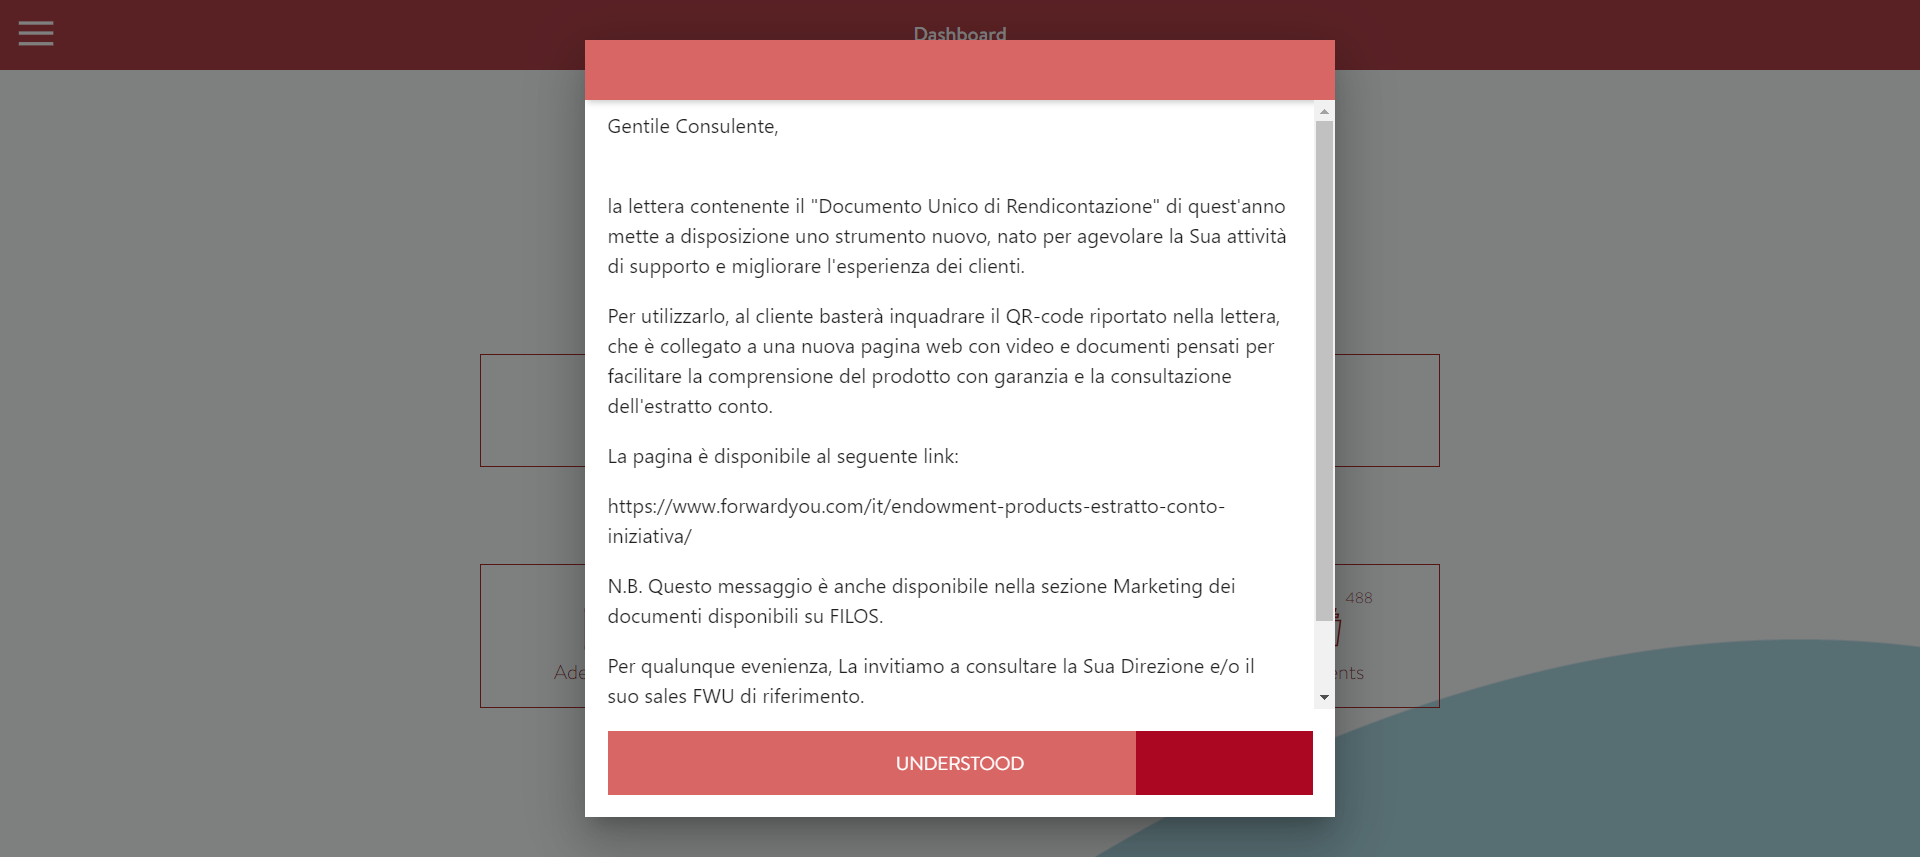 Dashboard
Gentile Consulente,
la lettera contenente il "Documento Unico di Rendicontazione" di quest'anno
mette a disposizione uno strumento nuovo, nato per agevolare la Sua attività
di supporto e migliorare l'esperienza dei clienti.
Per utilizzarlo, al cliente basterà inquadrare il QR-code riportato nella lettera,
che è collegato a una nuova pagina web con video e documenti pensati per
facilitare la comprensione del prodotto con garanzia e la consultazione
dell'estratto conto.
La pagina è disponibile al seguente link:
https://www.forwardyou.com/it/endowment-products-estratto-conto-
iniziativa/
N.B. Questo messaggio è anche disponibile nella sezione Marketing dei
documenti disponibili su FILOS.
Per qualunque evenienza, La invitiamo a consultare la Sua Direzione e/o il
suo sales FWU di riferimento.
488
UNDERSTOOD